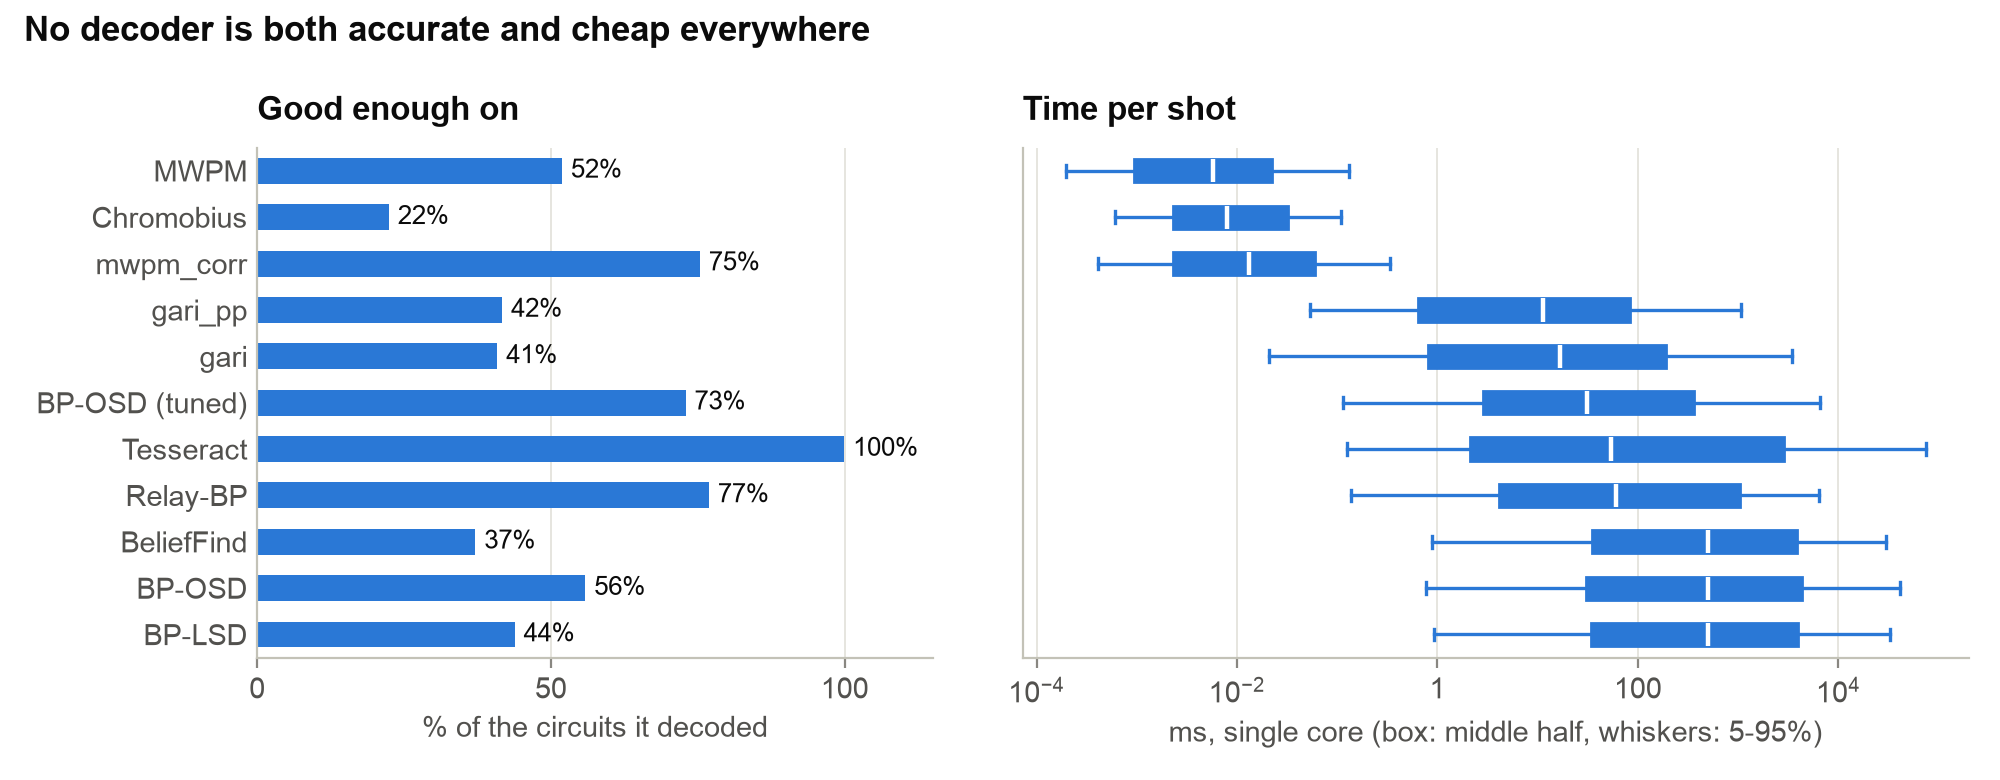 No decoder is both accurate and cheap everywhere
Good enough on
MWPM 52%
Chromobius 22%
mwpm_corr 75%
gari_pp 42%
gari 41%
BP-OSD (tuned) 73%
Tesseract 100%
Relay-BP 77%
BeliefFind 37%
BP-OSD 56%
BP-LSD 44%
0 50 100
% of the circuits it decoded
Time per shot
10⁻⁴ 10⁻² 1 100 10⁴
ms, single core (box: middle half, whiskers: 5-95%)